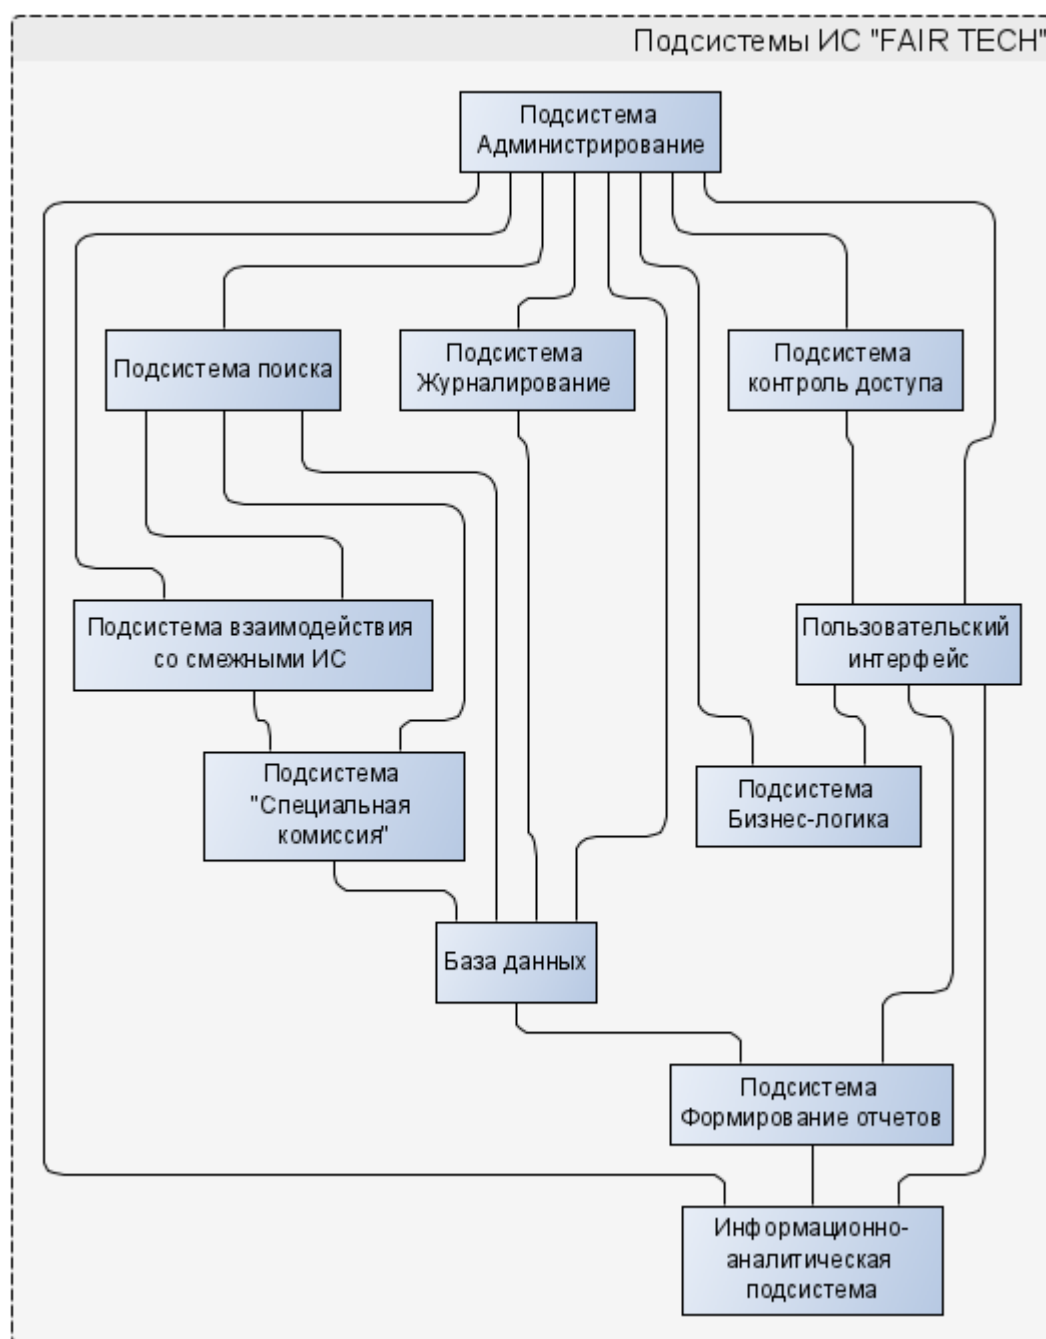 Подсистемы ИС "FAIR TECH"
Подсистема
Администрирование
Подсистема поиска
Подсистема
Журналирование
Подсистема
контроль доступа
Подсистема взаимодействия
со смежными ИС
Пользовательский
интерфейс
Подсистема
"Специальная
комиссия"
Подсистема
Бизнес-логика
База данных
Подсистема
Формирование отчетов
Информационно-
аналитическая
подсистема